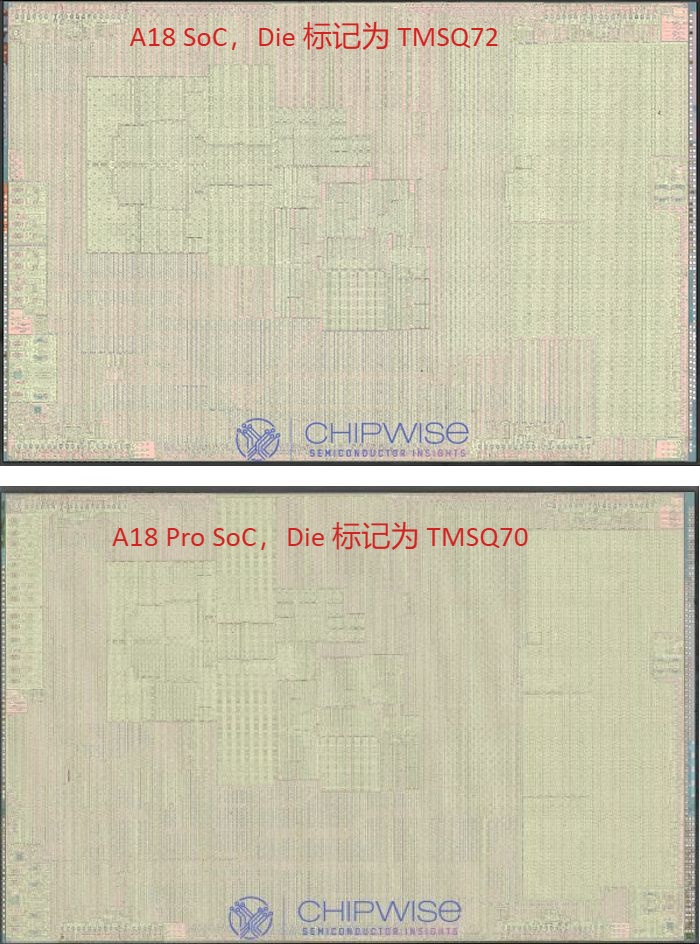 A18 SoC，Die 标记为 TMSQ72
CHIPWISE
SEMICONDUCTOR INSIGHTS
A18 Pro SoC，Die 标记为 TMSQ70
CHIPWISE
SEMICONDUCTOR INSIGHTS